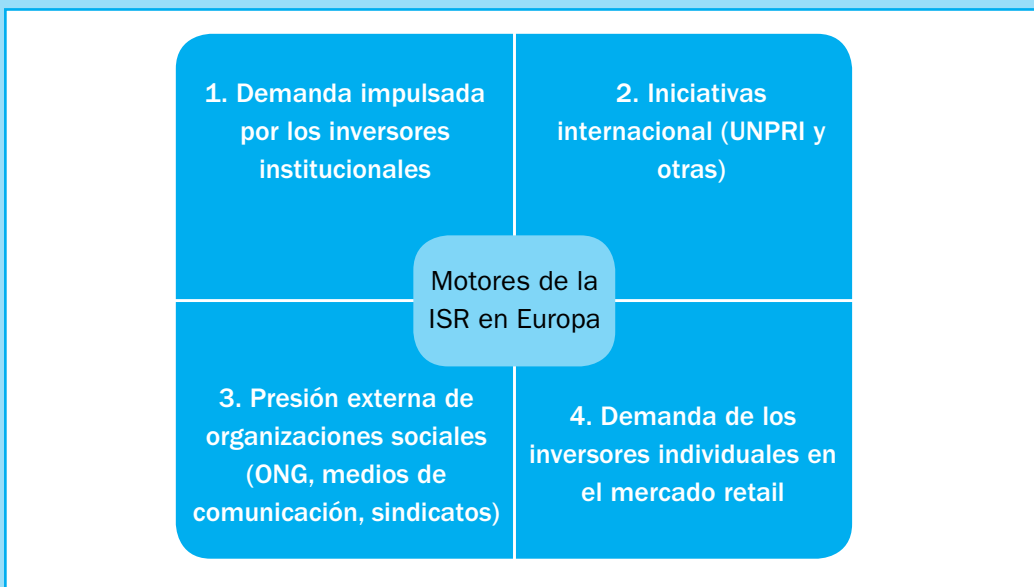 1. Demanda impulsada
por los inversores
institucionales
2. Iniciativas
internacional (UNPRI y
otras)
Motores de la
ISR en Europa
3. Presión externa de
organizaciones sociales
(ONG, medios de
comunicación, sindicatos)
4. Demanda de los
inversores individuales en
el mercado retail